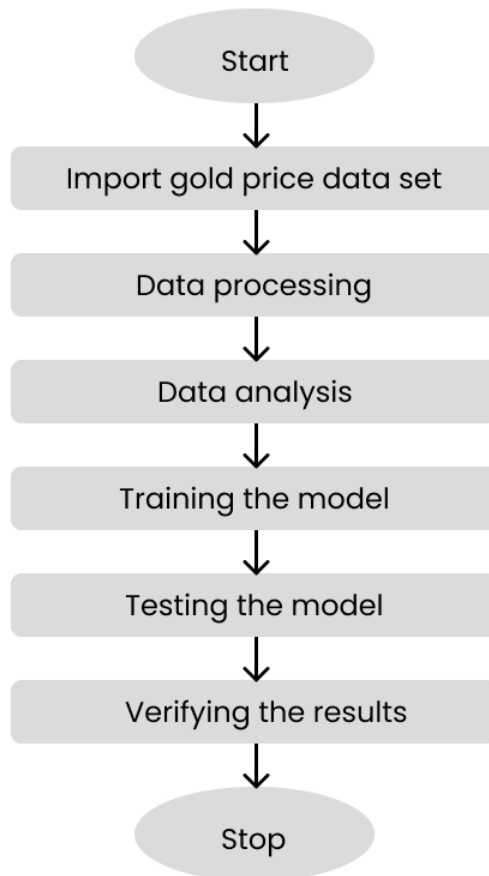 Start
Import gold price data set
Data processing
Data analysis
Training the model
Testing the model
Verifying the results
Stop